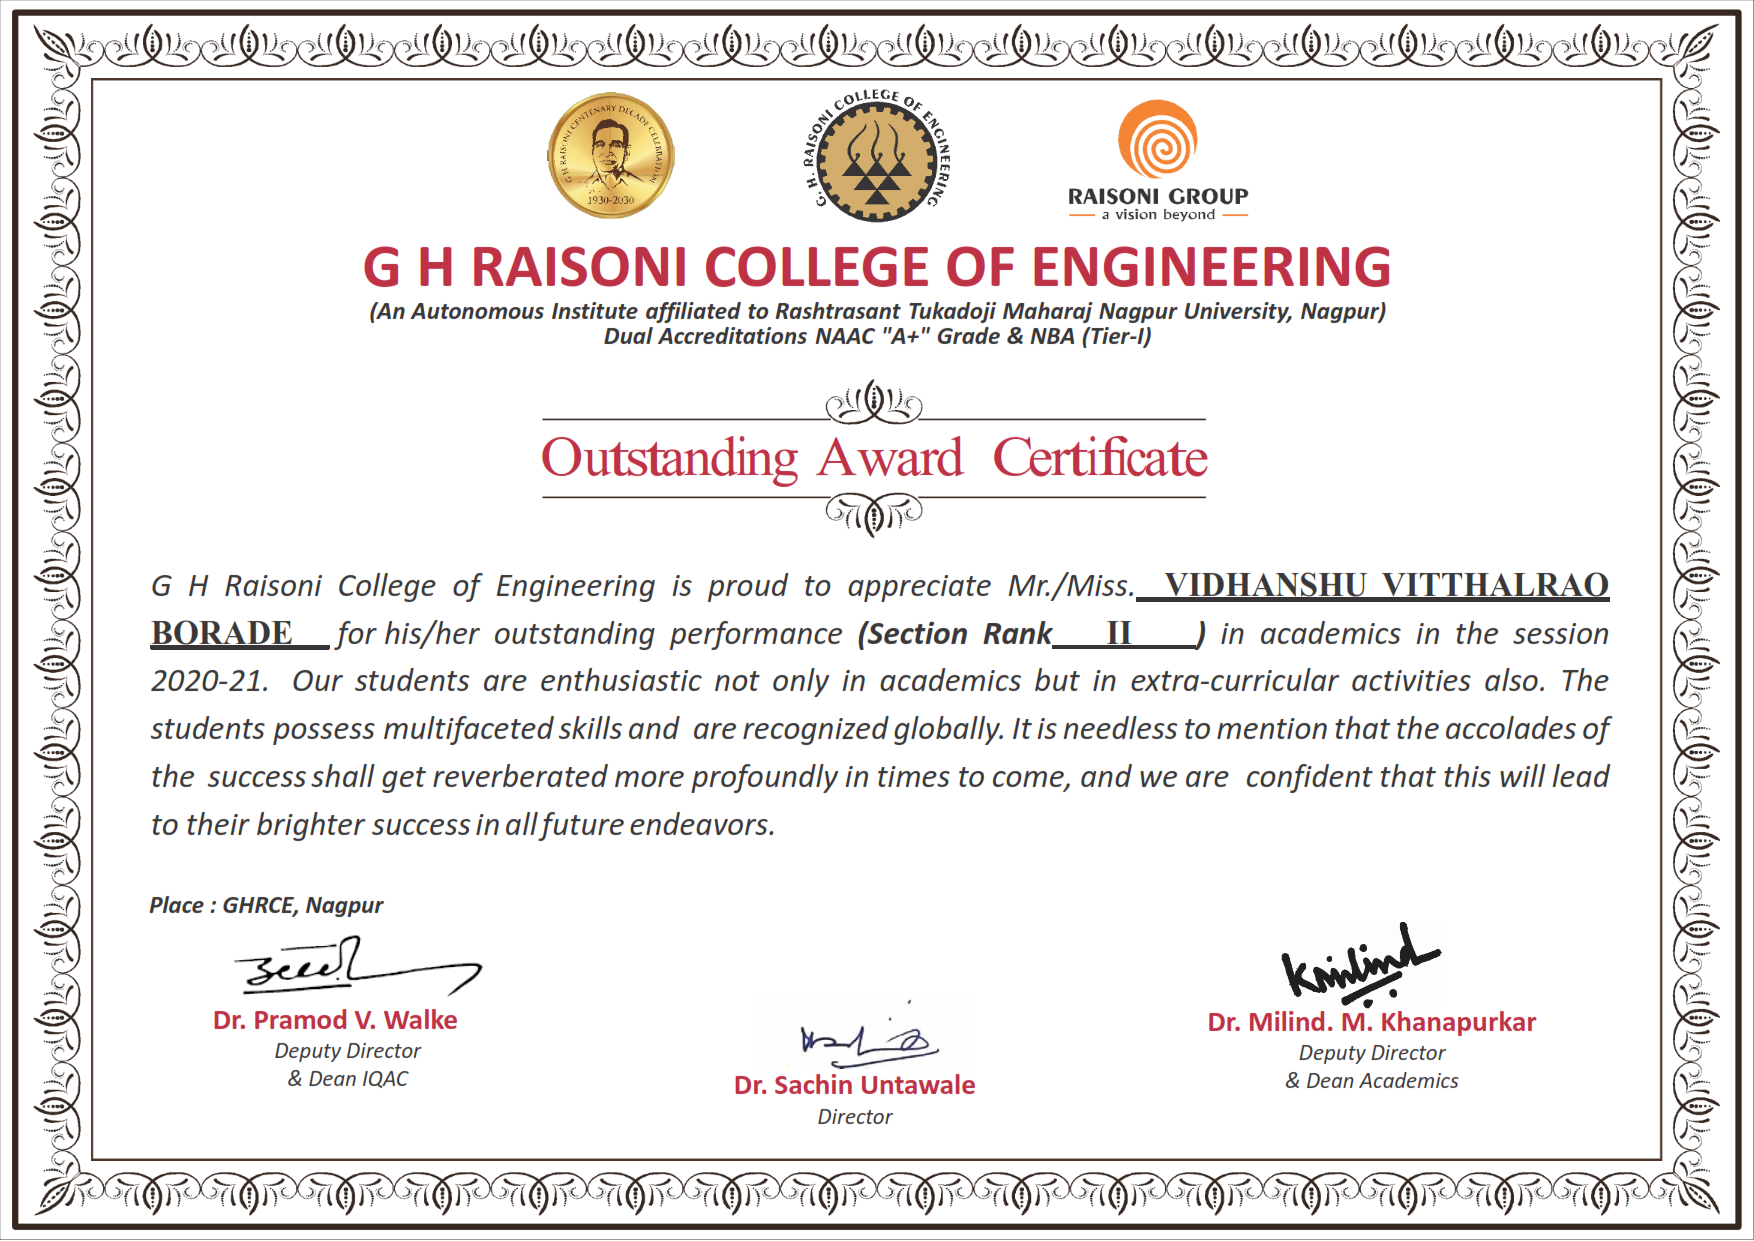 G H RAISONI CENTENARY DECADE CELEBRATION
1930-2030
G. H. RAISONI COLLEGE OF ENGINEERING
RAISONI GROUP
a vision beyond
G H RAISONI COLLEGE OF ENGINEERING
(An Autonomous Institute affiliated to Rashtrasant Tukadoji Maharaj Nagpur University, Nagpur)
Dual Accreditations NAAC "A+" Grade & NBA (Tier-I)
Outstanding Award Certificate
G H Raisoni College of Engineering is proud to appreciate Mr./Miss. VIDHANSHU VITTHALRAO
BORADE for his/her outstanding performance (Section Rank II ) in academics in the session
2020-21. Our students are enthusiastic not only in academics but in extra-curricular activities also. The
students possess multifaceted skills and are recognized globally. It is needless to mention that the accolades of
the success shall get reverberated more profoundly in times to come, and we are confident that this will lead
to their brighter success in all future endeavors.
Place : GHRCE, Nagpur
Kmilind
Dr. Pramod V. Walke
Deputy Director
& Dean IQAC
Dr. Sachin Untawale
Director
Dr. Milind. M. Khanapurkar
Deputy Director
& Dean Academics